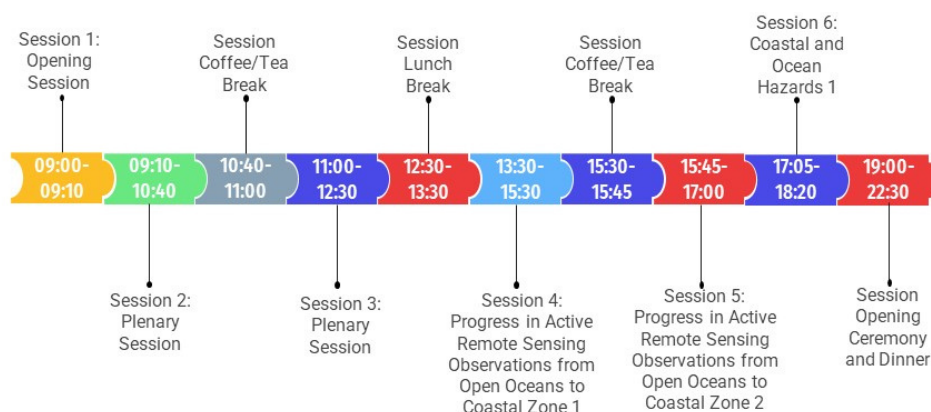 Session 1:
Opening
Session
Session
Coffee/Tea
Break
Session
Lunch
Break
Session
Coffee/Tea
Break
Session 6:
Coastal and
Ocean
Hazards 1
09:00-
09:10
09:10-
10:40
10:40-
11:00
11:00-
12:30
12:30-
13:30
13:30-
15:30
15:30-
15:45
15:45-
17:00
17:05-
18:20
19:00-
22:30
Session 2:
Plenary
Session
Session 3:
Plenary
Session
Session 4:
Progress in Active
Remote Sensing
Observations from
Open Oceans to
Coastal Zone 1
Session 5:
Progress in Active
Remote Sensing
Observations from
Open Oceans to
Coastal Zone 2
Session
Opening
Ceremony
and Dinner